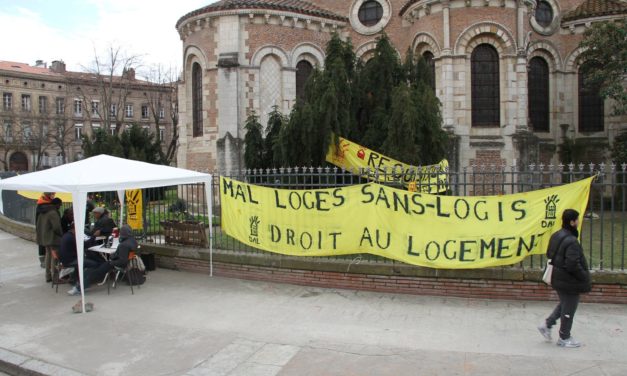 MAL LOGES SANS-LOGIS
DROIT AU LOGEMENT
DAL
DAL